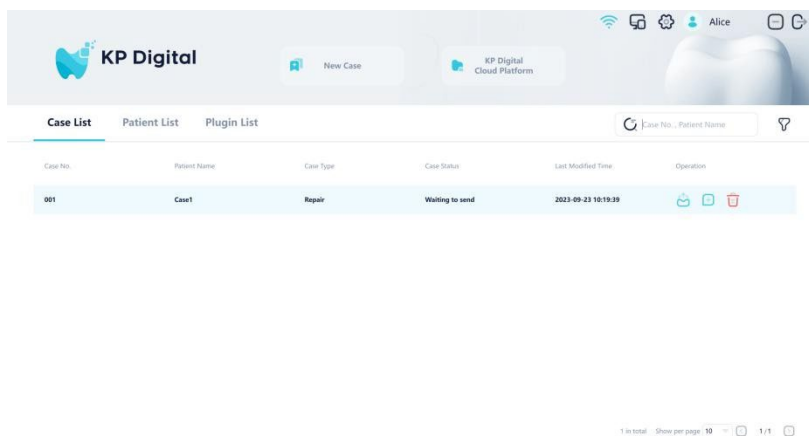 Alice
KP Digital
New Case
KP Digital
Cloud Platform
Case List Patient List Plugin List
Case No. , Patient Name
Case No. Patient Name Case Type Case Status Last Modified Time Operation
001 Case1 Repair Waiting to send 2023-09-23 10:19:39
1 in total Show per page 10 1/1